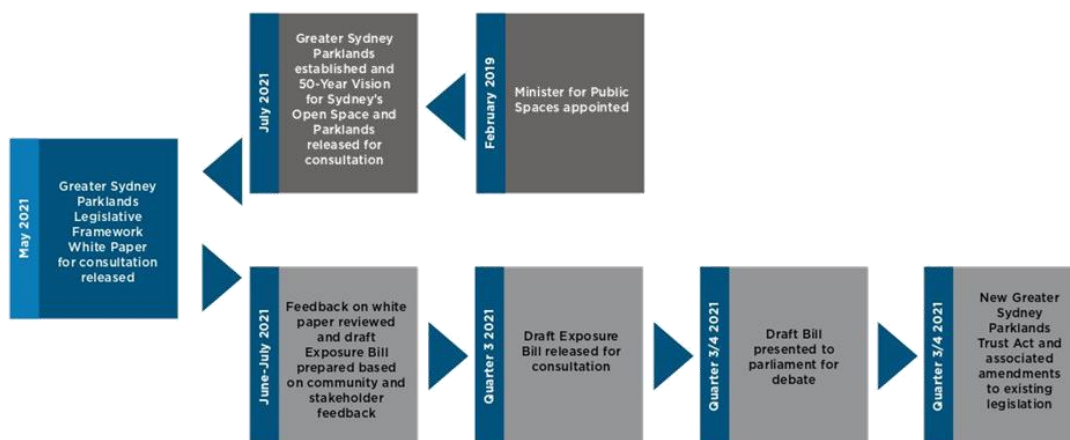 February 2019
Minister for Public
Spaces appointed
July 2021
Greater Sydney
Parklands
established and
50-Year Vision
for Sydney's
Open Space and
Parklands
released for
consultation
May 2021
Greater Sydney
Parklands
Legislative
Framework
White Paper
for consultation
released
June-July 2021
Feedback on white
paper reviewed
and draft
Exposure Bill
prepared based
on community and
stakeholder
feedback
Quarter 3 2021
Draft Exposure
Bill released for
consultation
Quarter 3/4 2021
Draft Bill
presented to
parliament for
debate
Quarter 3/4 2021
New Greater
Sydney
Parklands
Trust Act and
associated
amendments
to existing
legislation